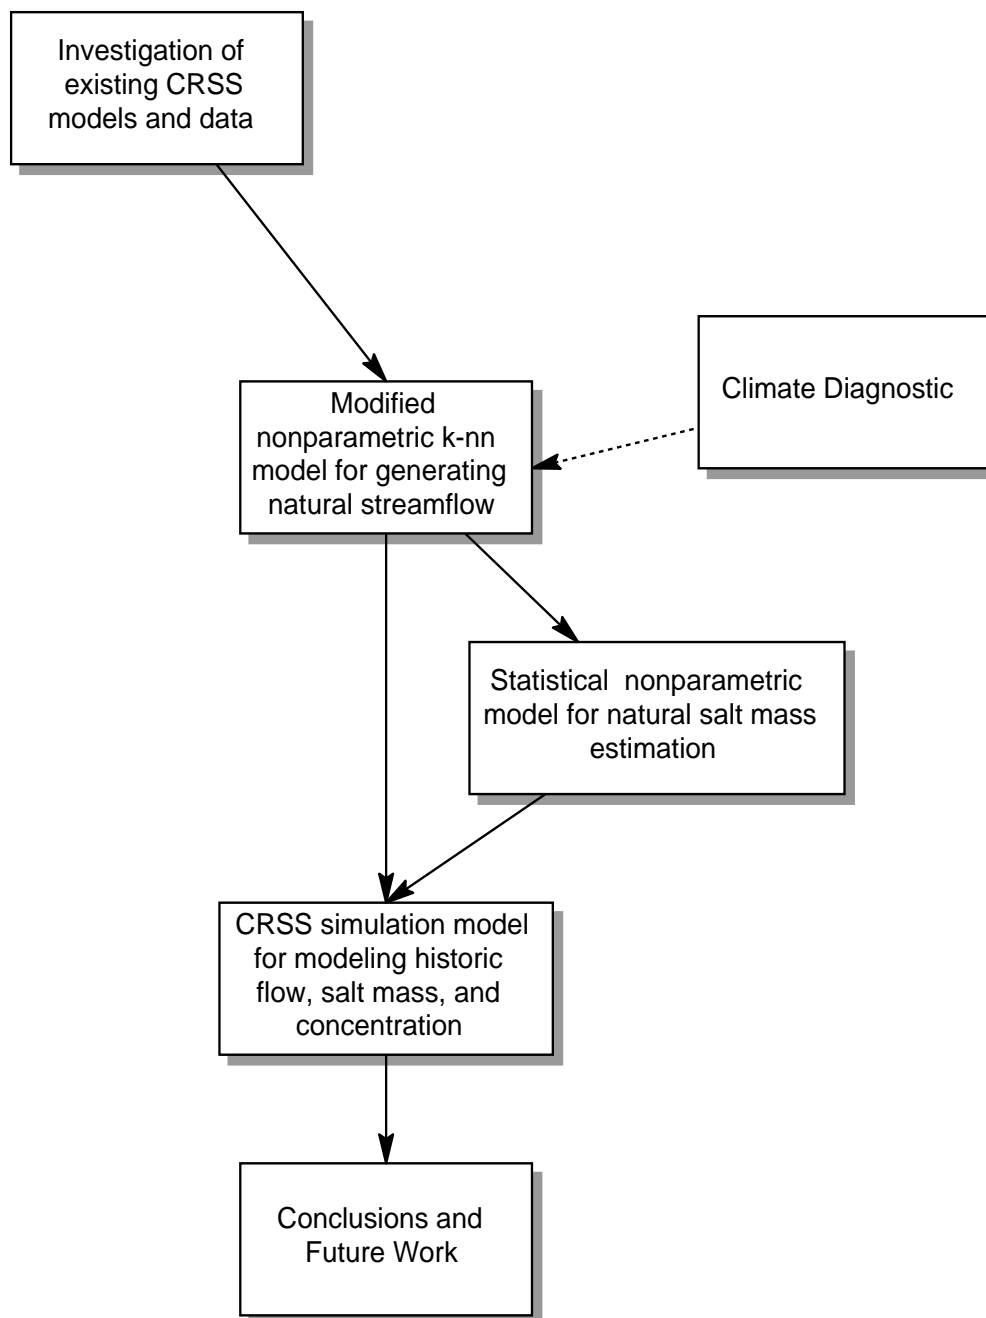 Investigation of
existing CRSS
models and data
Climate Diagnostic
Modified
nonparametric k-nn
model for generating
natural streamflow
Statistical nonparametric
model for natural salt mass
estimation
CRSS simulation model
for modeling historic
flow, salt mass, and
concentration
Conclusions and
Future Work